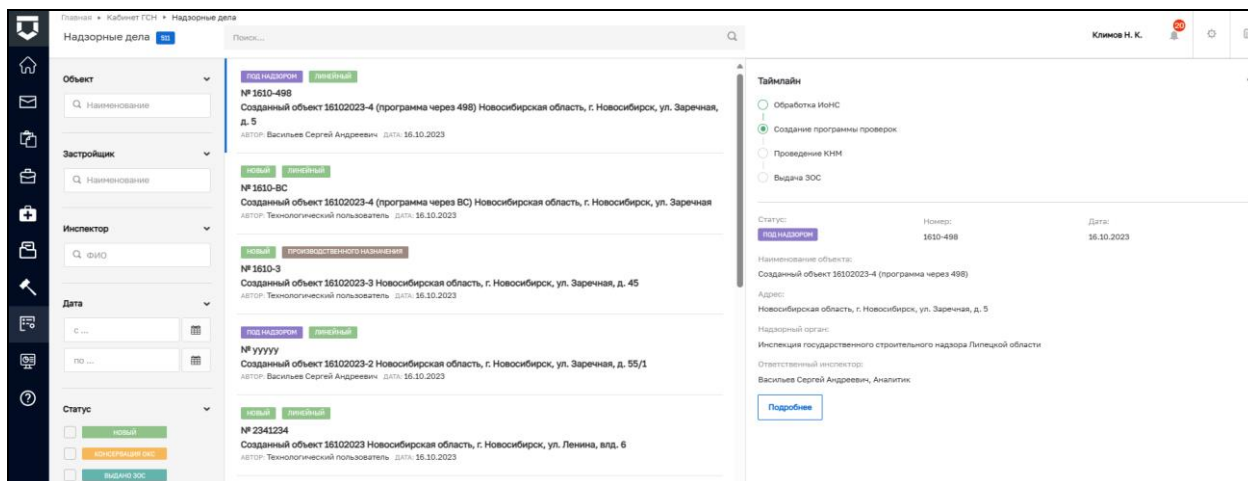 Главная • Кабинет ГСН • Надзорные дела
Надзорные дела 511
Поиск...
Климов Н. К.
20
Объект
Наименование
Застройщик
Наименование
Инспектор
ФИО
Дата
с ...
по ...
Статус
НОВЫЙ
КОНСЕРВАЦИЯ ОКС
ВЫДАНО ЗОС
ПОД НАДЗОРОМ ЛИНЕЙНЫЙ
№ 1610-498
Созданный объект 16102023-4 (программа через 498) Новосибирская область, г. Новосибирск, ул. Заречная,
д. 5
АВТОР: Васильев Сергей Андреевич ДАТА: 16.10.2023
НОВЫЙ ЛИНЕЙНЫЙ
№ 1610-ВС
Созданный объект 16102023-4 (программа через ВС) Новосибирская область, г. Новосибирск, ул. Заречная
АВТОР: Технологический пользователь ДАТА: 16.10.2023
НОВЫЙ ПРОИЗВОДСТВЕННОГО НАЗНАЧЕНИЯ
№ 1610-3
Созданный объект 16102023-3 Новосибирская область, г. Новосибирск, ул. Заречная, д. 45
АВТОР: Технологический пользователь ДАТА: 16.10.2023
ПОД НАДЗОРОМ ЛИНЕЙНЫЙ
№ yyyyy
Созданный объект 16102023-2 Новосибирская область, г. Новосибирск, ул. Заречная, д. 55/1
АВТОР: Васильев Сергей Андреевич ДАТА: 16.10.2023
НОВЫЙ ЛИНЕЙНЫЙ
№ 2341234
Созданный объект 16102023 Новосибирская область, г. Новосибирск, ул. Ленина, влд. 6
АВТОР: Технологический пользователь ДАТА: 16.10.2023
Таймлайн
Обработка ИоНС
Создание программы проверок
Проведение КНМ
Выдача ЗОС
Статус: Номер: Дата:
ПОД НАДЗОРОМ 1610-498 16.10.2023
Наименование объекта:
Созданный объект 16102023-4 (программа через 498)
Адрес:
Новосибирская область, г. Новосибирск, ул. Заречная, д. 5
Надзорный орган:
Инспекция государственного строительного надзора Липецкой области
Ответственный инспектор:
Васильев Сергей Андреевич, Аналитик
Подробнее